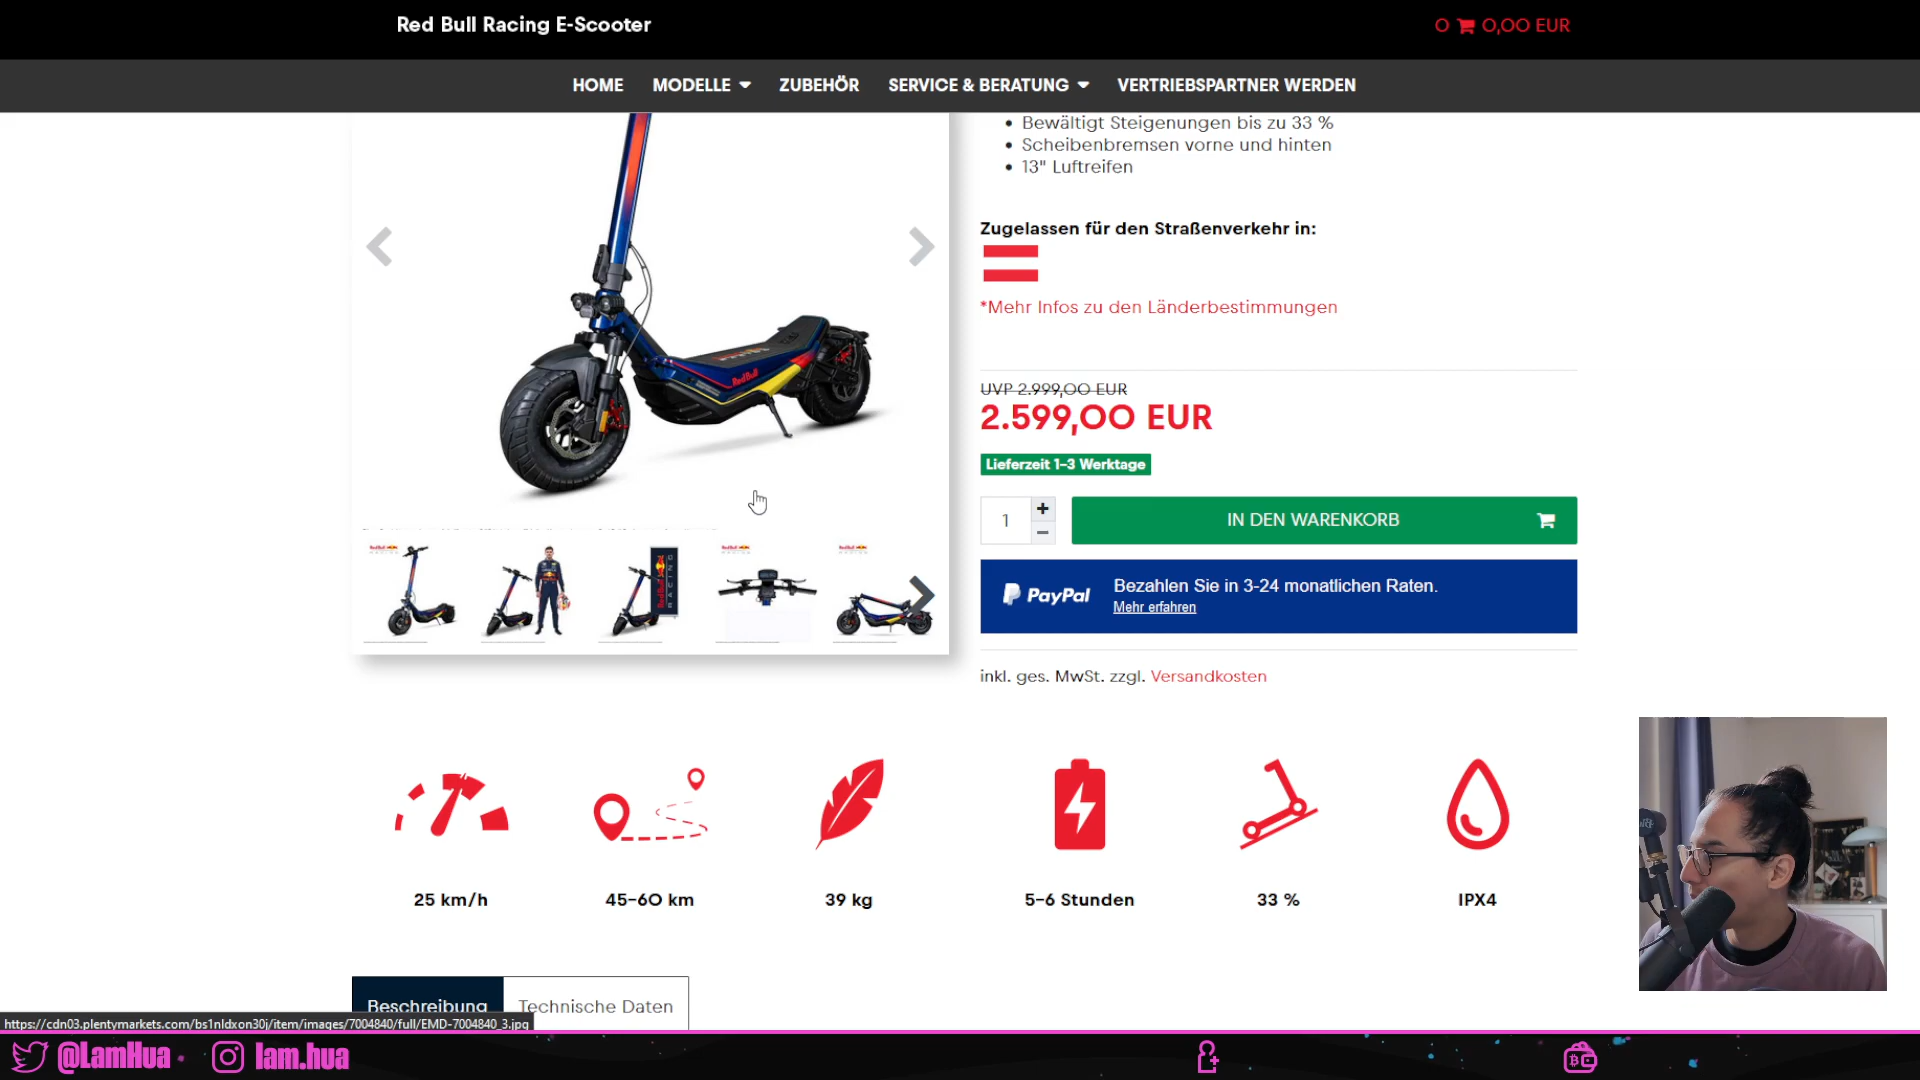 Red Bull Racing E-Scooter
0 0,00 EUR
HOME MODELLE ZUBEHÖR SERVICE & BERATUNG VERTRIEBSPARTNER WERDEN
Bewältigt Steigenungen bis zu 33 %
Scheibenbremsen vorne und hinten
13" Luftreifen
Zugelassen für den Straßenverkehr in:
*Mehr Infos zu den Länderbestimmungen
Red Bull
UVP 2.999,00 EUR
2.599,00 EUR
Lieferzeit 1-3 Werktage
1 + −
IN DEN WARENKORB
PayPal
Bezahlen Sie in 3-24 monatlichen Raten.
Mehr erfahren
inkl. ges. MwSt. zzgl. Versandkosten
25 km/h
45-60 km
39 kg
5-6 Stunden
33 %
IPX4
Beschreibung
Technische Daten
https://cdn03.plentymarkets.com/bs1nldxon30j/item/images/7004840/full/EMD-7004840_3.jpg
@LamHua
lam.hua